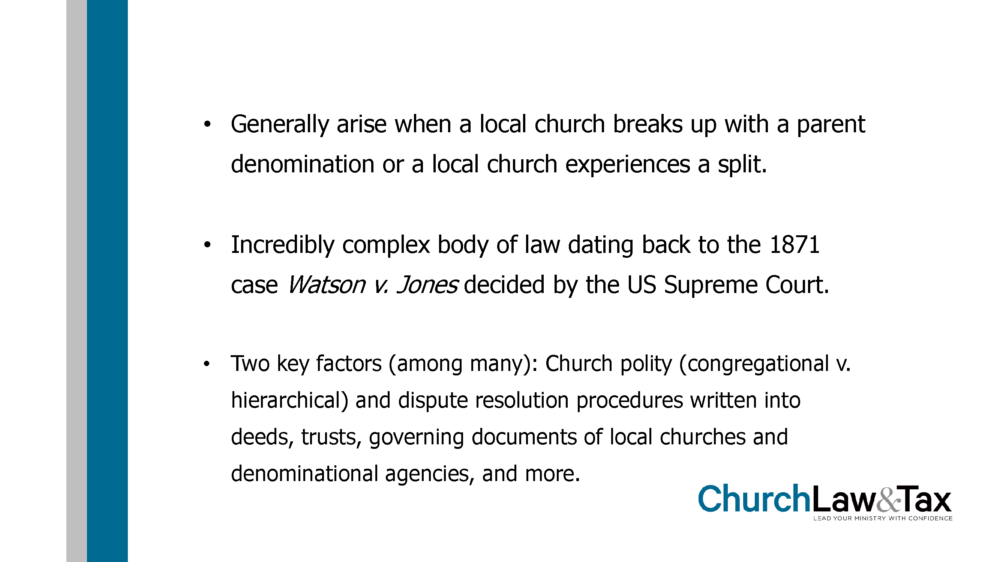 • Generally arise when a local church breaks up with a parent
denomination or a local church experiences a split.
• Incredibly complex body of law dating back to the 1871
case Watson v. Jones decided by the US Supreme Court.
• Two key factors (among many): Church polity (congregational v.
hierarchical) and dispute resolution procedures written into
deeds, trusts, governing documents of local churches and
denominational agencies, and more.
ChurchLaw&Tax
LEAD YOUR MINISTRY WITH CONFIDENCE